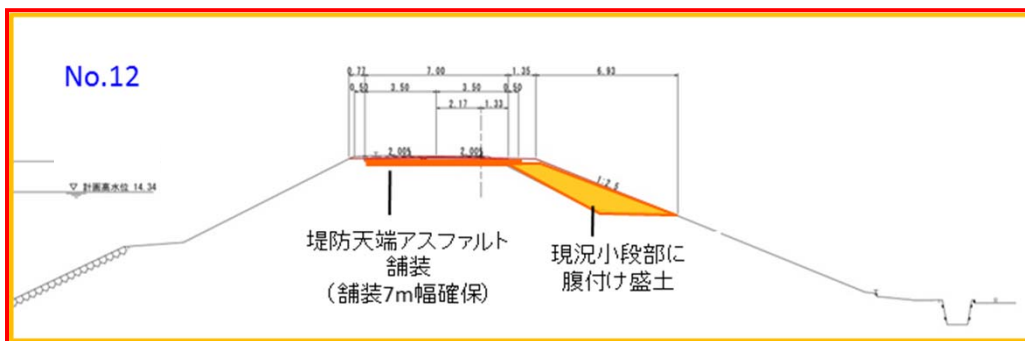 No.12
0.77 7.00 1.35 6.93
0.50 3.50 3.50 0.50
2.17 1.33
2.00% 2.00%
1:2.5
▽ 計画高水位 14.34
堤防天端アスファルト
舗装
(舗装7m幅確保)
現況小段部に
腹付け盛土